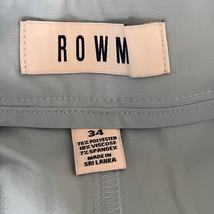 ROWM
34
75% POLYESTER
18% VISCOSE
7% SPANDEX
MADE IN
SRI LANKA